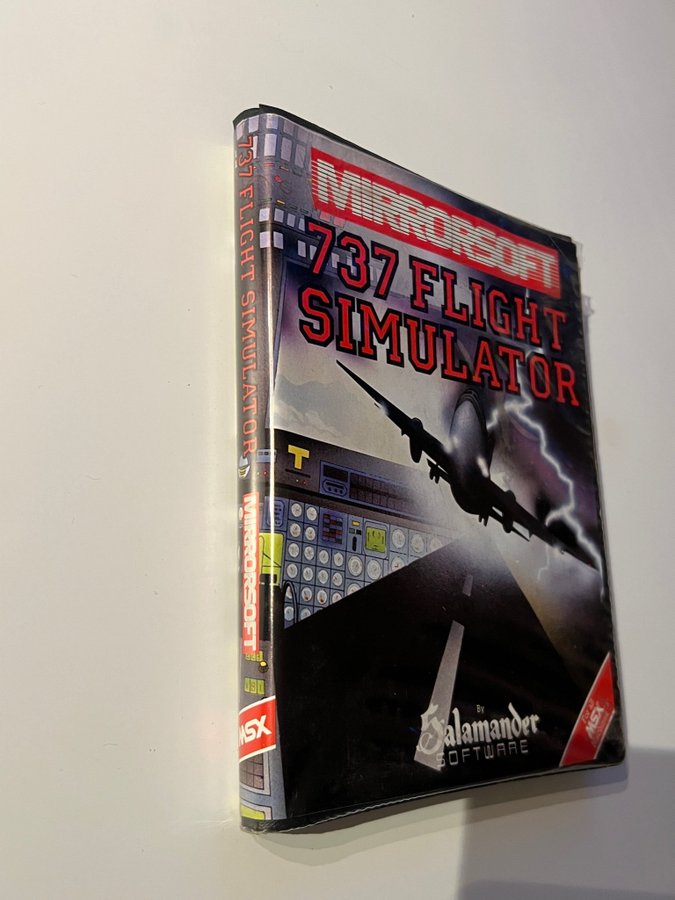 MIRRORSOFT
737 FLIGHT
SIMULATOR
T
By
Salamander
SOFTWARE
MSX
737 FLIGHT SIMULATOR
MIRRORSOFT
MSX